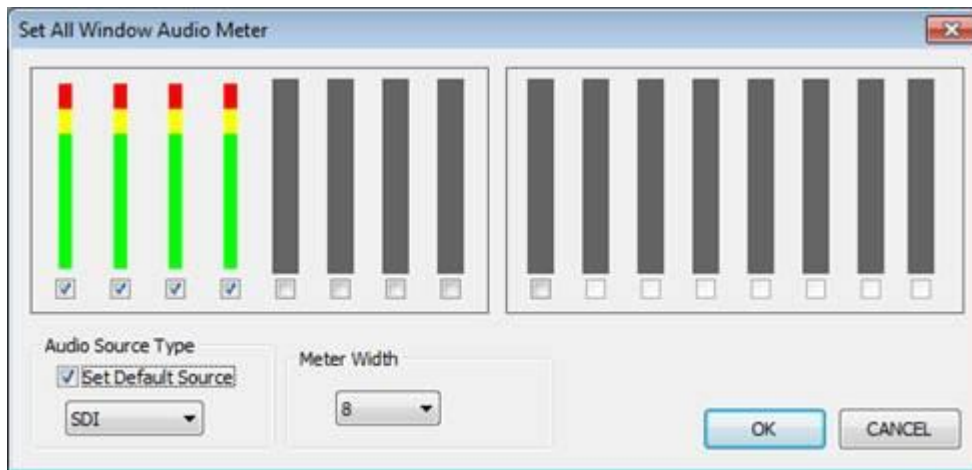 Set All Window Audio Meter
Audio Source Type
Set Default Source
SDI
Meter Width
8
OK
CANCEL